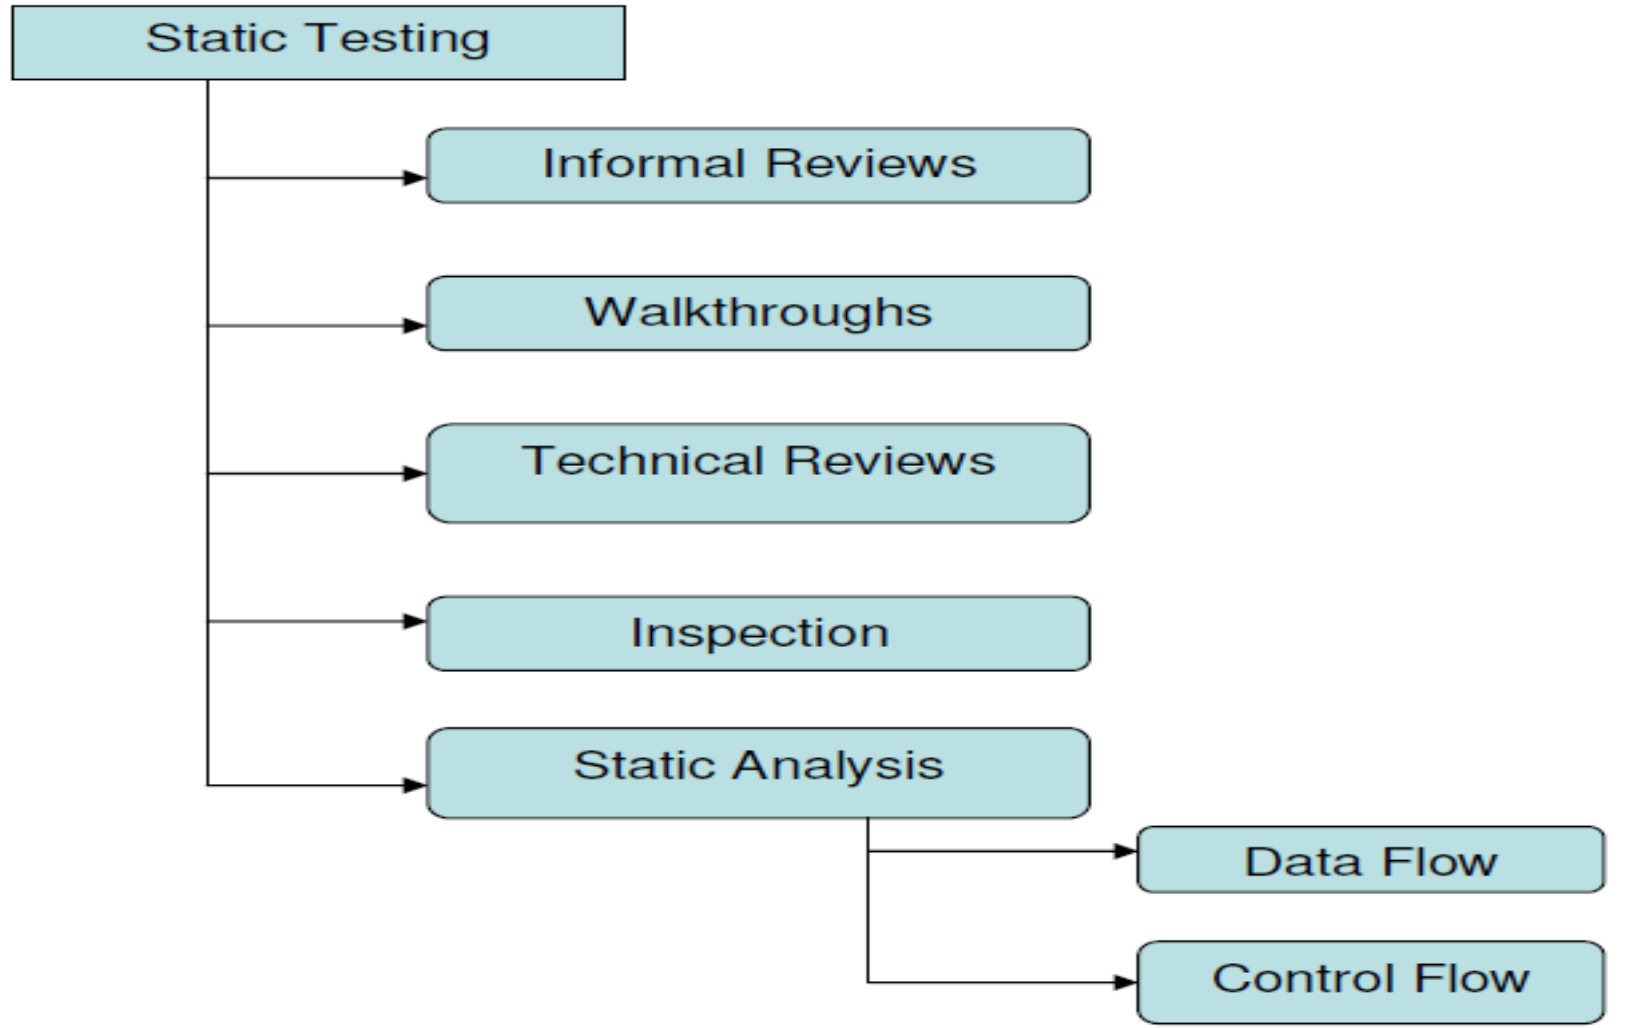 Static Testing
Informal Reviews
Walkthroughs
Technical Reviews
Inspection
Static Analysis
Data Flow
Control Flow